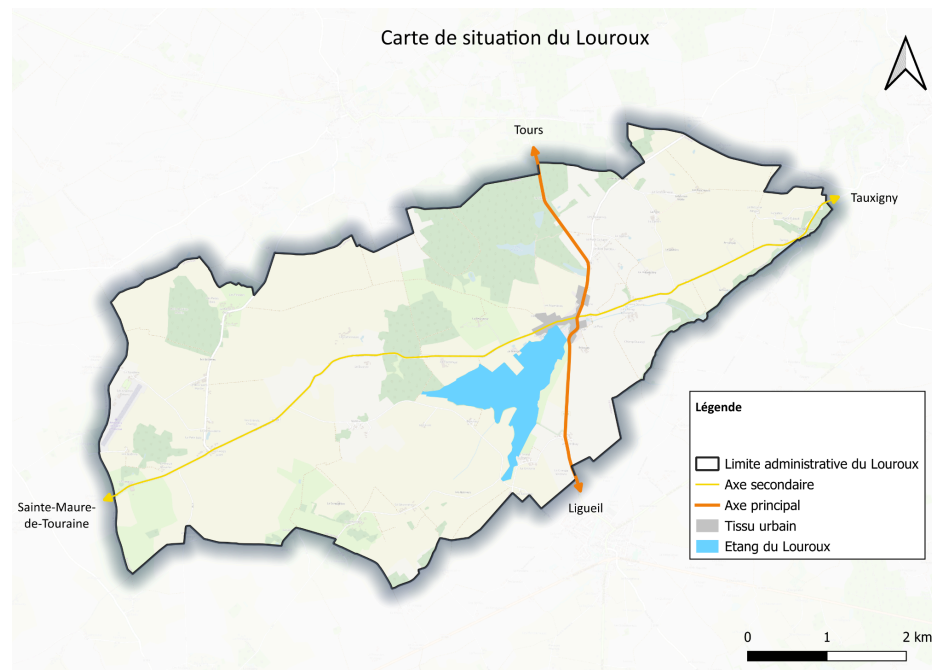 Carte de situation du Louroux
Tours
Tauxigny
Sainte-Maure-
de-Touraine
Ligueil
Légende
Limite administrative du Louroux
Axe secondaire
Axe principal
Tissu urbain
Etang du Louroux
0 1 2 km